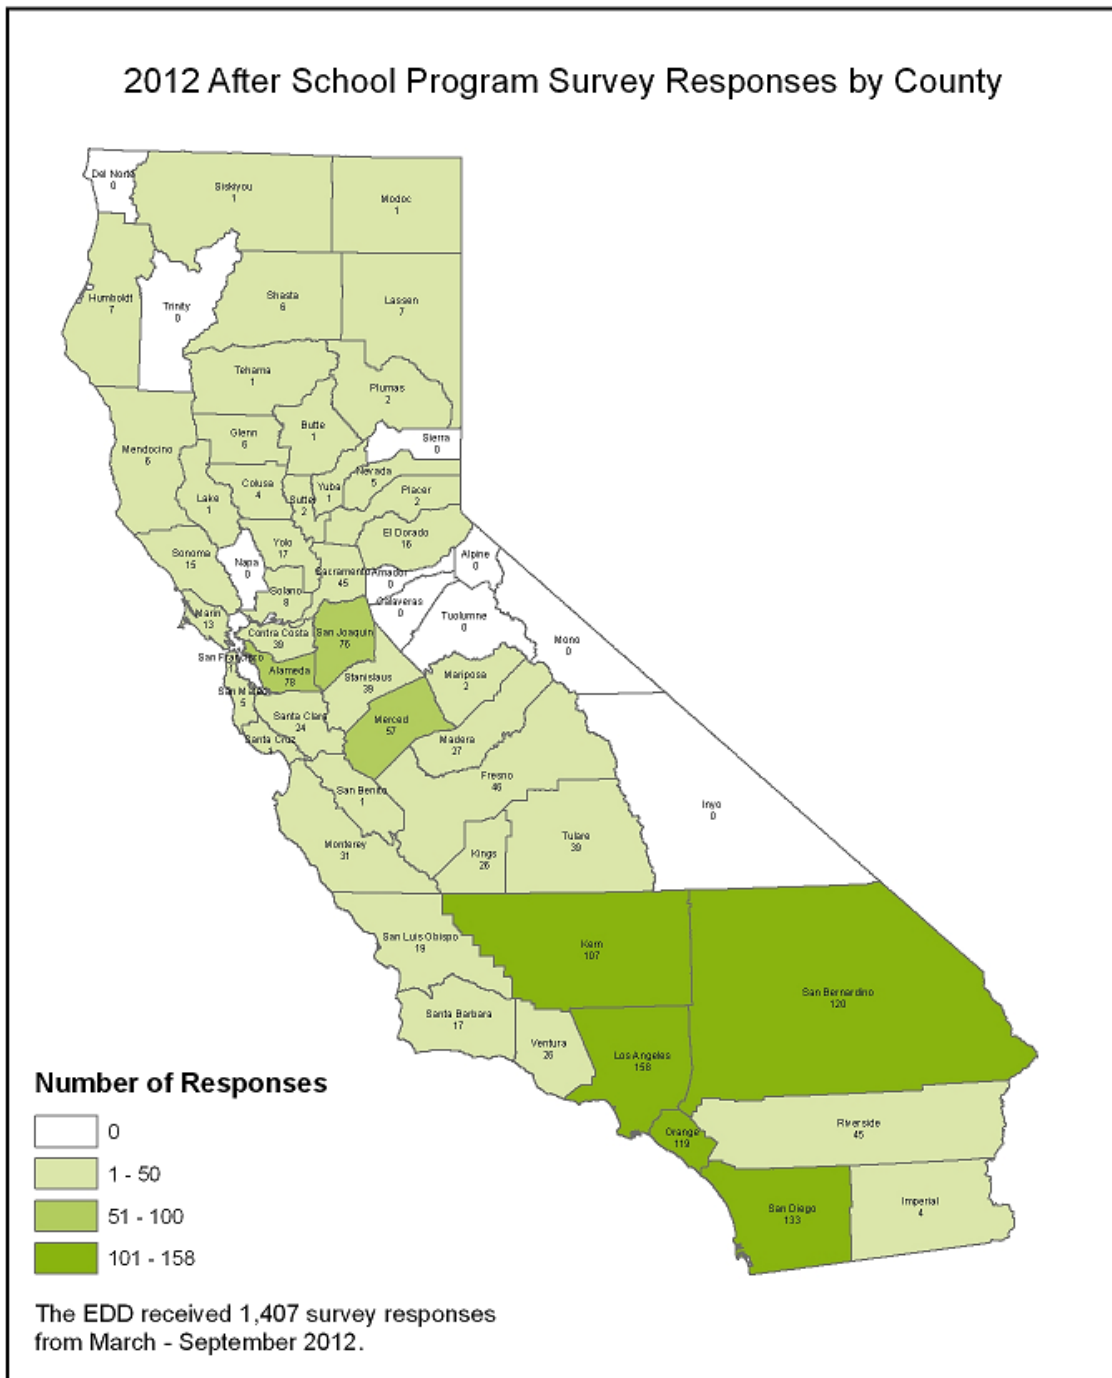 2012 After School Program Survey Responses by County
Del Norte
0
Siskiyou
1
Modoc
1
Humboldt
7
Trinity
0
Shasta
6
Lassen
7
Tehama
1
Plumas
2
Mendocino
6
Glenn
6
Butte
1
Sierra
0
Lake
1
Colusa
4
Sutter
2
Yuba
1
Nevada
5
Placer
2
El Dorado
16
Sonoma
15
Napa
0
Yolo
17
Sacramento
45
Amador
0
Alpine
0
Solano
8
Calaveras
0
Tuolumne
0
Mono
0
Marin
13
Contra Costa
39
San Joaquin
76
San Francisco
Alameda
78
Stanislaus
39
Mariposa
2
San Mateo
5
Santa Clara
24
Merced
57
Madera
27
Santa Cruz
San Benito
1
Fresno
46
Inyo
0
Monterey
31
Kings
26
Tulare
39
San Luis Obispo
19
Kern
107
San Bernardino
120
Santa Barbara
17
Ventura
26
Los Angeles
158
Orange
119
Riverside
45
San Diego
133
Imperial
4
Number of Responses
0
1 - 50
51 - 100
101 - 158
The EDD received 1,407 survey responses
from March - September 2012.